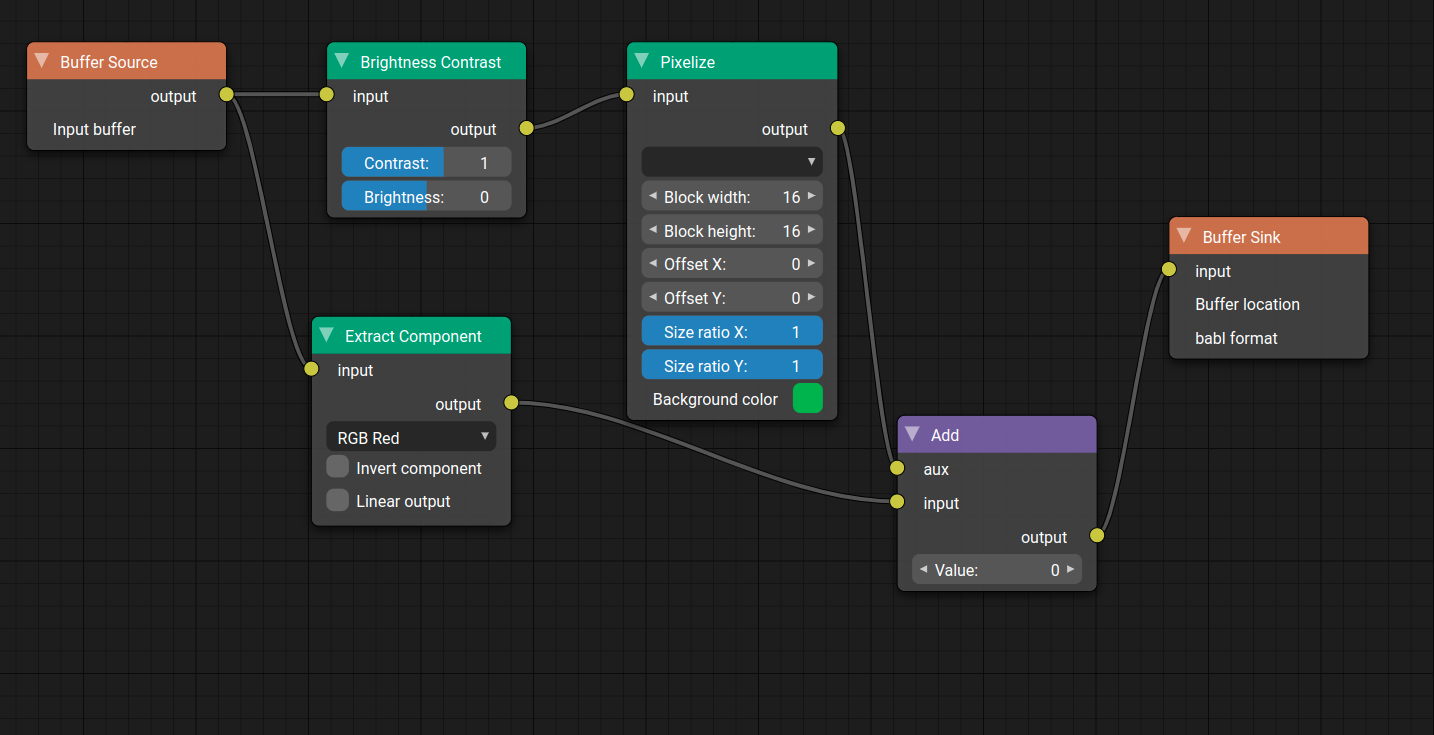 Buffer Source
output
Input buffer
Brightness Contrast
input
output
Contrast: 1
Brightness: 0
Pixelize
input
output
Block width: 16
Block height: 16
Offset X: 0
Offset Y: 0
Size ratio X: 1
Size ratio Y: 1
Background color
Extract Component
input
output
RGB Red
Invert component
Linear output
Add
aux
input
output
Value: 0
Buffer Sink
input
Buffer location
babl format